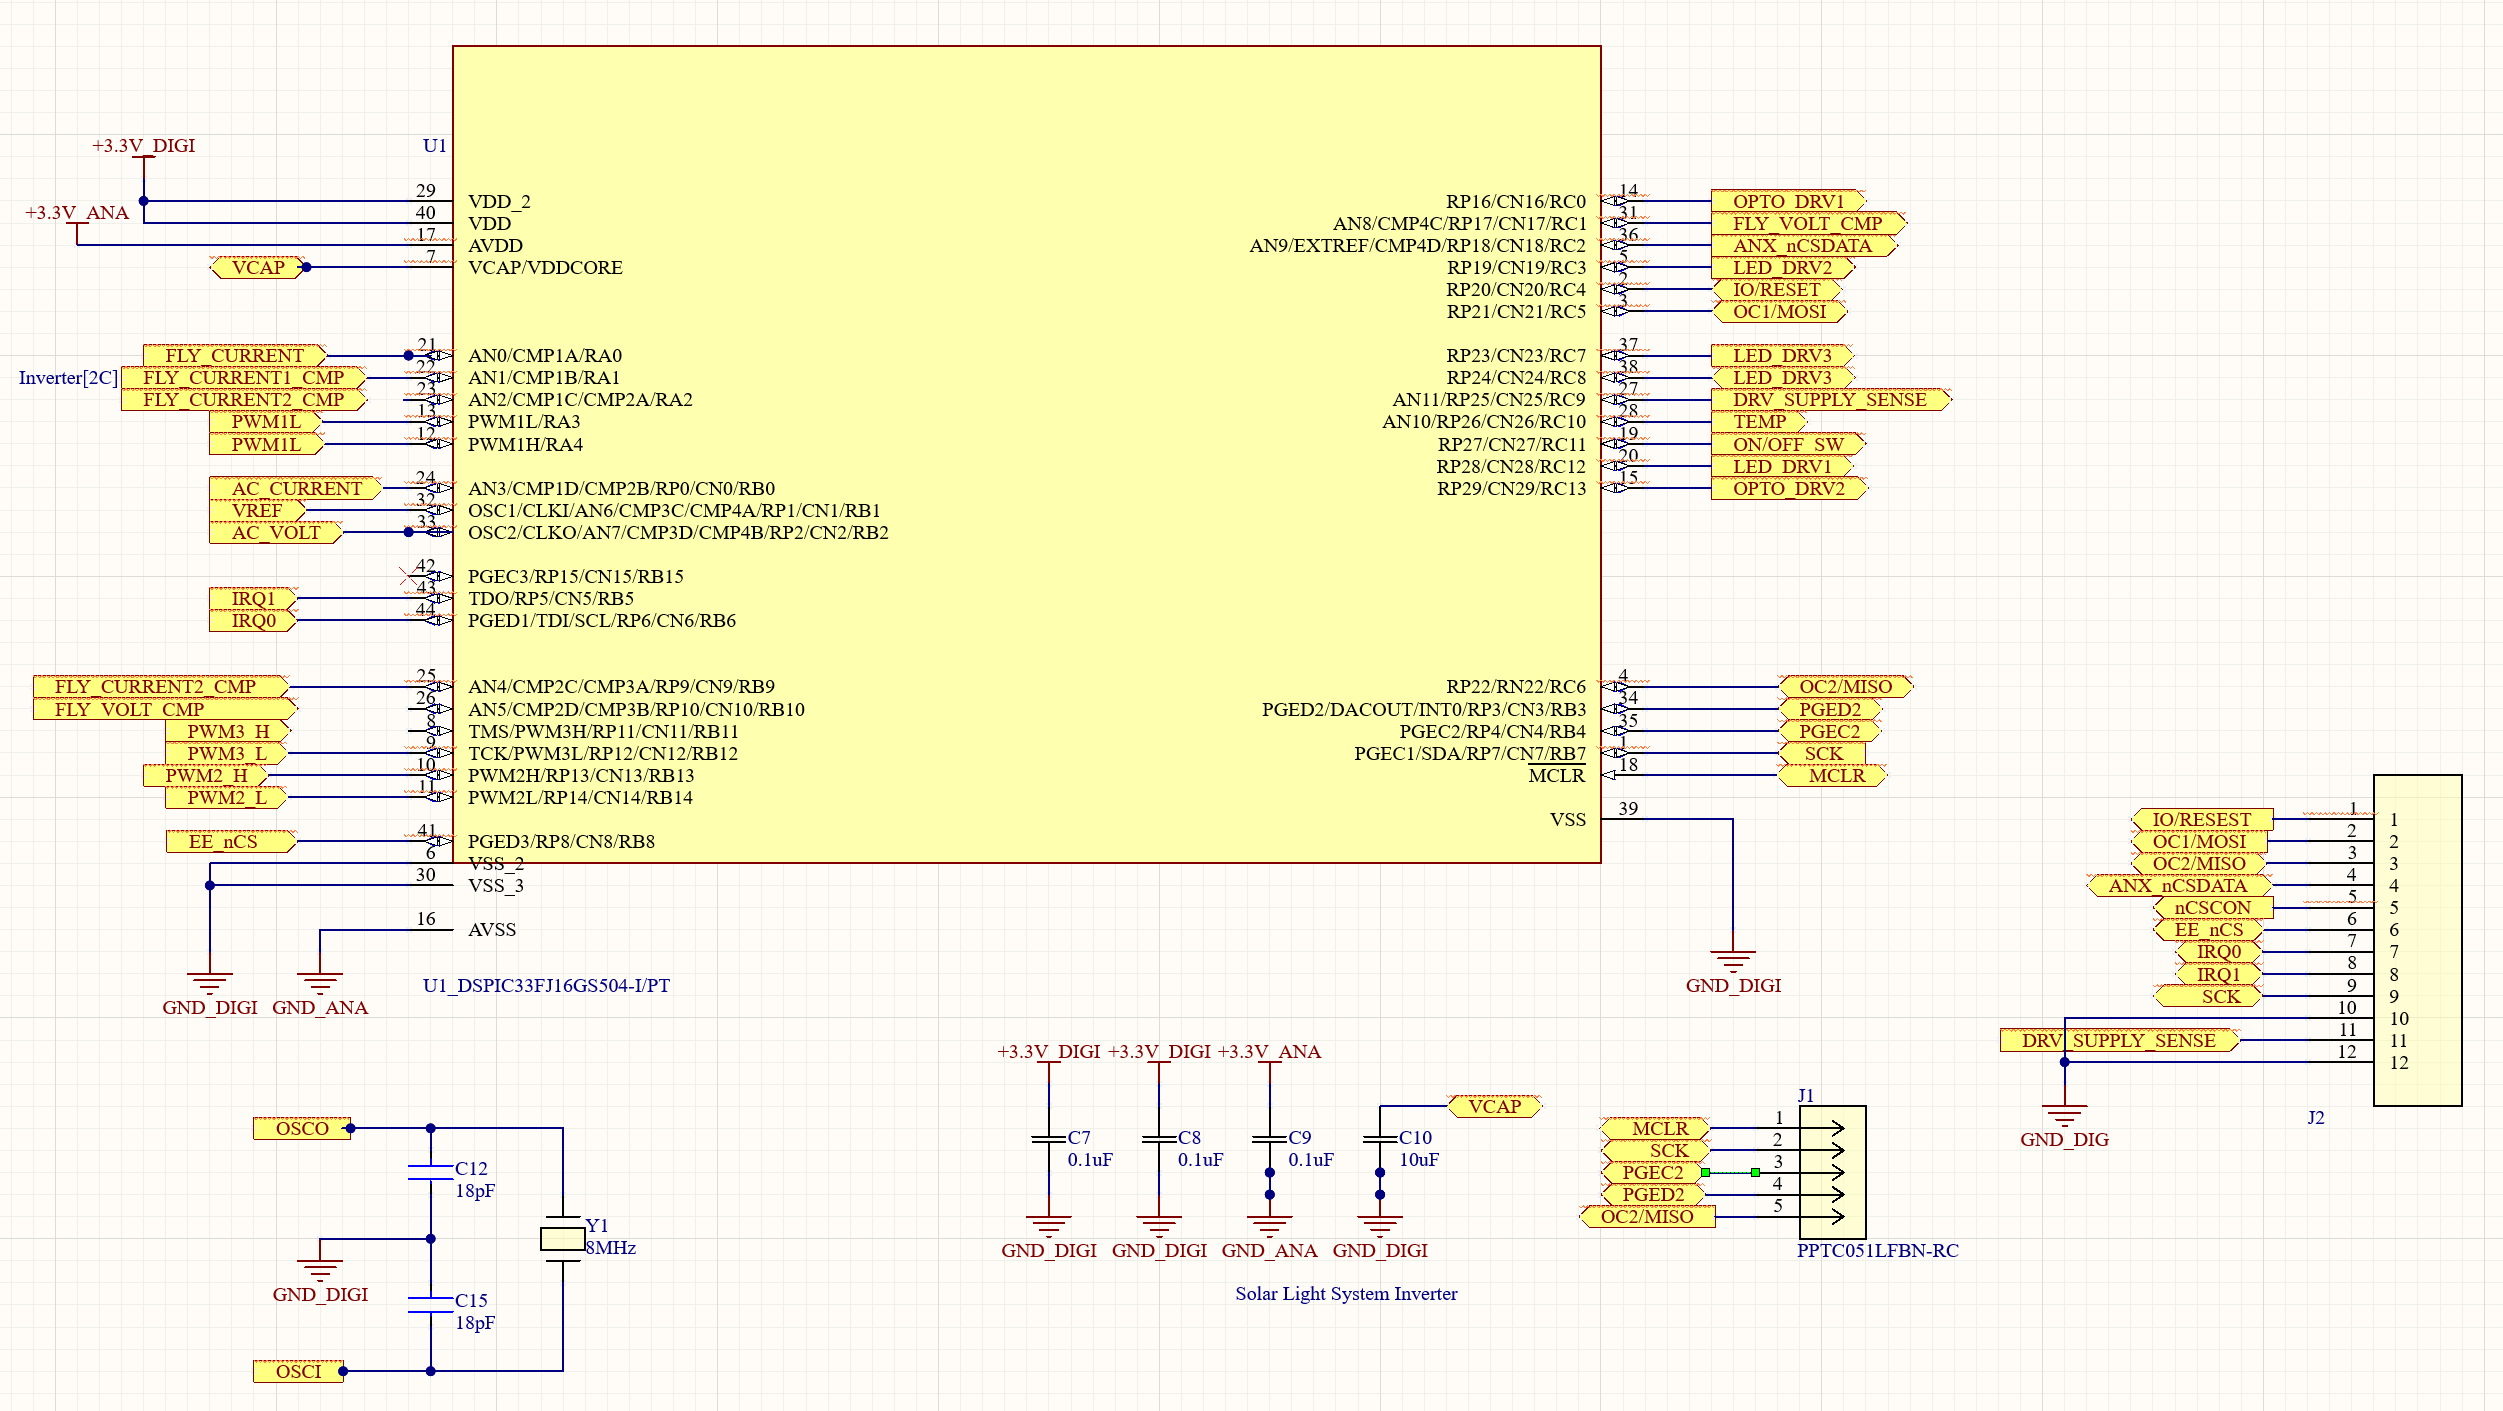 +3.3V_DIGI
+3.3V_ANA
U1
29 VDD_2
40 VDD
17 AVDD
VCAP 7 VCAP/VDDCORE
FLY_CURRENT 21 AN0/CMP1A/RA0
Inverter[2C] FLY_CURRENT1_CMP 22 AN1/CMP1B/RA1
FLY_CURRENT2_CMP 23 AN2/CMP1C/CMP2A/RA2
PWM1L 13 PWM1L/RA3
PWM1L 12 PWM1H/RA4
AC_CURRENT 24 AN3/CMP1D/CMP2B/RP0/CN0/RB0
VREF 32 OSC1/CLKI/AN6/CMP3C/CMP4A/RP1/CN1/RB1
AC_VOLT 33 OSC2/CLKO/AN7/CMP3D/CMP4B/RP2/CN2/RB2
42 PGEC3/RP15/CN15/RB15
IRQ1 43 TDO/RP5/CN5/RB5
IRQ0 44 PGED1/TDI/SCL/RP6/CN6/RB6
FLY_CURRENT2_CMP 25 AN4/CMP2C/CMP3A/RP9/CN9/RB9
FLY_VOLT_CMP 26 AN5/CMP2D/CMP3B/RP10/CN10/RB10
PWM3_H 8 TMS/PWM3H/RP11/CN11/RB11
PWM3_L 9 TCK/PWM3L/RP12/CN12/RB12
PWM2_H 10 PWM2H/RP13/CN13/RB13
PWM2_L 11 PWM2L/RP14/CN14/RB14
EE_nCS 41 PGED3/RP8/CN8/RB8
6 VSS_2
30 VSS_3
16 AVSS
GND_DIGI GND_ANA
U1_DSPIC33FJ16GS504-I/PT
RP16/CN16/RC0 14 OPTO_DRV1
AN8/CMP4C/RP17/CN17/RC1 31 FLY_VOLT_CMP
AN9/EXTREF/CMP4D/RP18/CN18/RC2 36 ANX_nCSDATA
RP19/CN19/RC3 5 LED_DRV2
RP20/CN20/RC4 2 IO/RESET
RP21/CN21/RC5 3 OC1/MOSI
RP23/CN23/RC7 37 LED_DRV3
RP24/CN24/RC8 38 LED_DRV3
AN11/RP25/CN25/RC9 27 DRV_SUPPLY_SENSE
AN10/RP26/CN26/RC10 28 TEMP
RP27/CN27/RC11 19 ON/OFF_SW
RP28/CN28/RC12 20 LED_DRV1
RP29/CN29/RC13 15 OPTO_DRV2
RP22/RN22/RC6 4 OC2/MISO
PGED2/DACOUT/INT0/RP3/CN3/RB3 34 PGED2
PGEC2/RP4/CN4/RB4 35 PGEC2
PGEC1/SDA/RP7/CN7/RB7 1 SCK
MCLR 18 MCLR
VSS 39
GND_DIGI
IO/RESEST 1 1
OC1/MOSI 2 2
OC2/MISO 3 3
ANX_nCSDATA 4 4
nCSCON 5 5
EE_nCS 6 6
IRQ0 7 7
IRQ1 8 8
SCK 9 9
10 10
DRV_SUPPLY_SENSE 11 11
12 12
J2
GND_DIG
OSCO
C12
18pF
Y1
8MHz
GND_DIGI
C15
18pF
OSCI
+3.3V_DIGI +3.3V_DIGI +3.3V_ANA
VCAP
C7 C8 C9 C10
0.1uF 0.1uF 0.1uF 10uF
GND_DIGI GND_DIGI GND_ANA GND_DIGI
Solar Light System Inverter
J1
MCLR 1
SCK 2
PGEC2 3
PGED2 4
OC2/MISO 5
PPTC051LFBN-RC